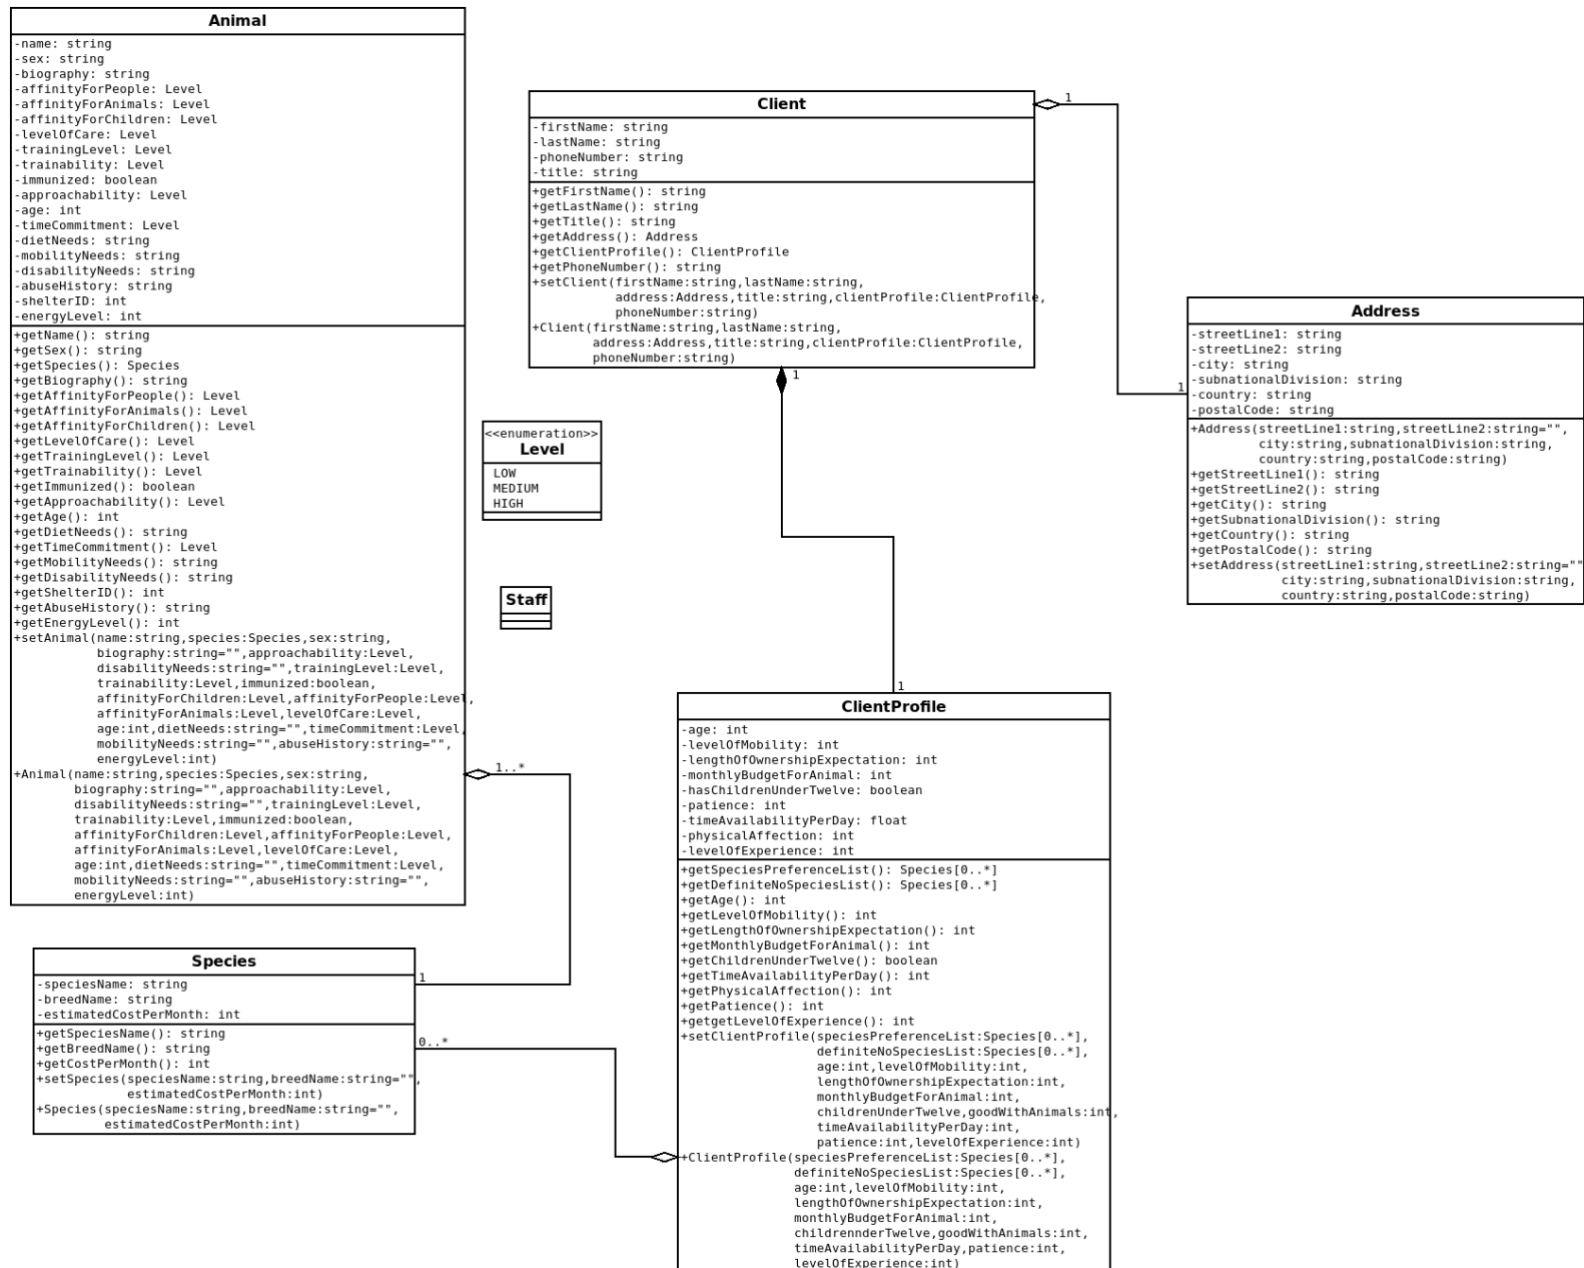 Animal
-name: string
-sex: string
-biography: string
-affinityForPeople: Level
-affinityForAnimals: Level
-affinityForChildren: Level
-levelOfCare: Level
-trainingLevel: Level
-trainability: Level
-immunized: boolean
-approachability: Level
-age: int
-timeCommitment: Level
-dietNeeds: string
-mobilityNeeds: string
-disabilityNeeds: string
-abuseHistory: string
-shelterID: int
-energyLevel: int
+getName(): string
+getSex(): string
+getSpecies(): Species
+getBiography(): string
+getAffinityForPeople(): Level
+getAffinityForAnimals(): Level
+getAffinityForChildren(): Level
+getLevelOfCare(): Level
+getTrainingLevel(): Level
+getTrainability(): Level
+getImmunized(): boolean
+getApproachability(): Level
+getAge(): int
+getDietNeeds(): string
+getTimeCommitment(): Level
+getMobilityNeeds(): string
+getDisabilityNeeds(): string
+getShelterID(): int
+getAbuseHistory(): string
+getEnergyLevel(): int
+setAnimal(name:string,species:Species,sex:string,
biography:string="",approachability:Level,
disabilityNeeds:string="",trainingLevel:Level,
trainability:Level,immunized:boolean,
affinityForChildren:Level,affinityForPeople:Level,
affinityForAnimals:Level,levelOfCare:Level,
age:int,dietNeeds:string="",timeCommitment:Level,
mobilityNeeds:string="",abuseHistory:string="",
energyLevel:int)
+Animal(name:string,species:Species,sex:string,
biography:string="",approachability:Level,
disabilityNeeds:string="",trainingLevel:Level,
trainability:Level,immunized:boolean,
affinityForChildren:Level,affinityForPeople:Level,
affinityForAnimals:Level,levelOfCare:Level,
age:int,dietNeeds:string="",timeCommitment:Level,
mobilityNeeds:string="",abuseHistory:string="",
energyLevel:int)
1..*
1
Species
-speciesName: string
-breedName: string
-estimatedCostPerMonth: int
+getSpeciesName(): string
+getBreedName(): string
+getCostPerMonth(): int
+setSpecies(speciesName:string,breedName:string="",
estimatedCostPerMonth:int)
+Species(speciesName:string,breedName:string="",
estimatedCostPerMonth:int)
0..*
<<enumeration>>
Level
LOW
MEDIUM
HIGH
Staff
Client
-firstName: string
-lastName: string
-phoneNumber: string
-title: string
+getFirstName(): string
+getLastName(): string
+getTitle(): string
+getAddress(): Address
+getClientProfile(): ClientProfile
+getPhoneNumber(): string
+setClient(firstName:string,lastName:string,
address:Address,title:string,clientProfile:ClientProfile,
phoneNumber:string)
+Client(firstName:string,lastName:string,
address:Address,title:string,clientProfile:ClientProfile,
phoneNumber:string)
1
1
1
1
Address
-streetLine1: string
-streetLine2: string
-city: string
-subnationalDivision: string
-country: string
-postalCode: string
+Address(streetLine1:string,streetLine2:string="",
city:string,subnationalDivision:string,
country:string,postalCode:string)
+getStreetLine1(): string
+getStreetLine2(): string
+getCity(): string
+getSubnationalDivision(): string
+getCountry(): string
+getPostalCode(): string
+setAddress(streetLine1:string,streetLine2:string=""
city:string,subnationalDivision:string,
country:string,postalCode:string)
ClientProfile
-age: int
-levelOfMobility: int
-lengthOfOwnershipExpectation: int
-monthlyBudgetForAnimal: int
-hasChildrenUnderTwelve: boolean
-patience: int
-timeAvailabilityPerDay: float
-physicalAffection: int
-levelOfExperience: int
+getSpeciesPreferenceList(): Species[0..*]
+getDefiniteNoSpeciesList(): Species[0..*]
+getAge(): int
+getLevelOfMobility(): int
+getLengthOfOwnershipExpectation(): int
+getMonthlyBudgetForAnimal(): int
+getChildrenUnderTwelve(): boolean
+getTimeAvailabilityPerDay(): int
+getPhysicalAffection(): int
+getPatience(): int
+getgetLevelOfExperience(): int
+setClientProfile(speciesPreferenceList:Species[0..*],
definiteNoSpeciesList:Species[0..*],
age:int,levelOfMobility:int,
lengthOfOwnershipExpectation:int,
monthlyBudgetForAnimal:int,
childrenUnderTwelve,goodWithAnimals:int,
timeAvailabilityPerDay:int,
patience:int,levelOfExperience:int)
+ClientProfile(speciesPreferenceList:Species[0..*],
definiteNoSpeciesList:Species[0..*],
age:int,levelOfMobility:int,
lengthOfOwnershipExpectation:int,
monthlyBudgetForAnimal:int,
childrennderTwelve,goodWithAnimals:int,
timeAvailabilityPerDay,patience:int,
levelOfExperience:int)